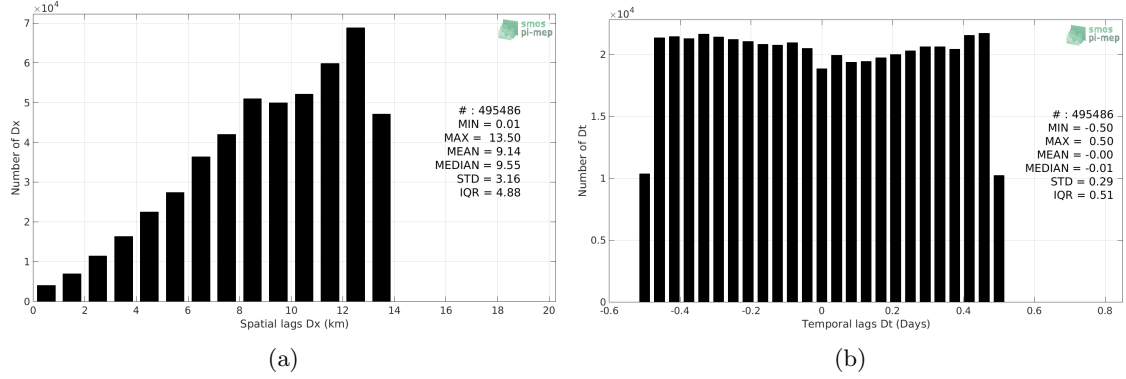 ×10⁴
7
6
5
4
3
2
1
0
Number of Dx
0 2 4 6 8 10 12 14 16 18 20
Spatial lags Dx (km)
smos
pi-mep
# : 495486
MIN = 0.01
MAX = 13.50
MEAN = 9.14
MEDIAN = 9.55
STD = 3.16
IQR = 4.88
(a)
×10⁴
2
1.5
1
0.5
0
Number of Dt
-0.6 -0.4 -0.2 0 0.2 0.4 0.6 0.8
Temporal lags Dt (Days)
smos
pi-mep
# : 495486
MIN = -0.50
MAX = 0.50
MEAN = -0.00
MEDIAN = -0.01
STD = 0.29
IQR = 0.51
(b)